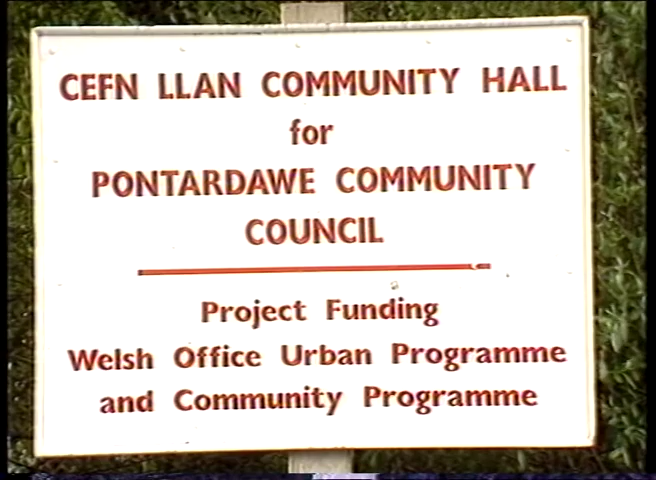 CEFN LLAN COMMUNITY HALL
for
PONTARDAWE COMMUNITY
COUNCIL
Project Funding
Welsh Office Urban Programme
and Community Programme